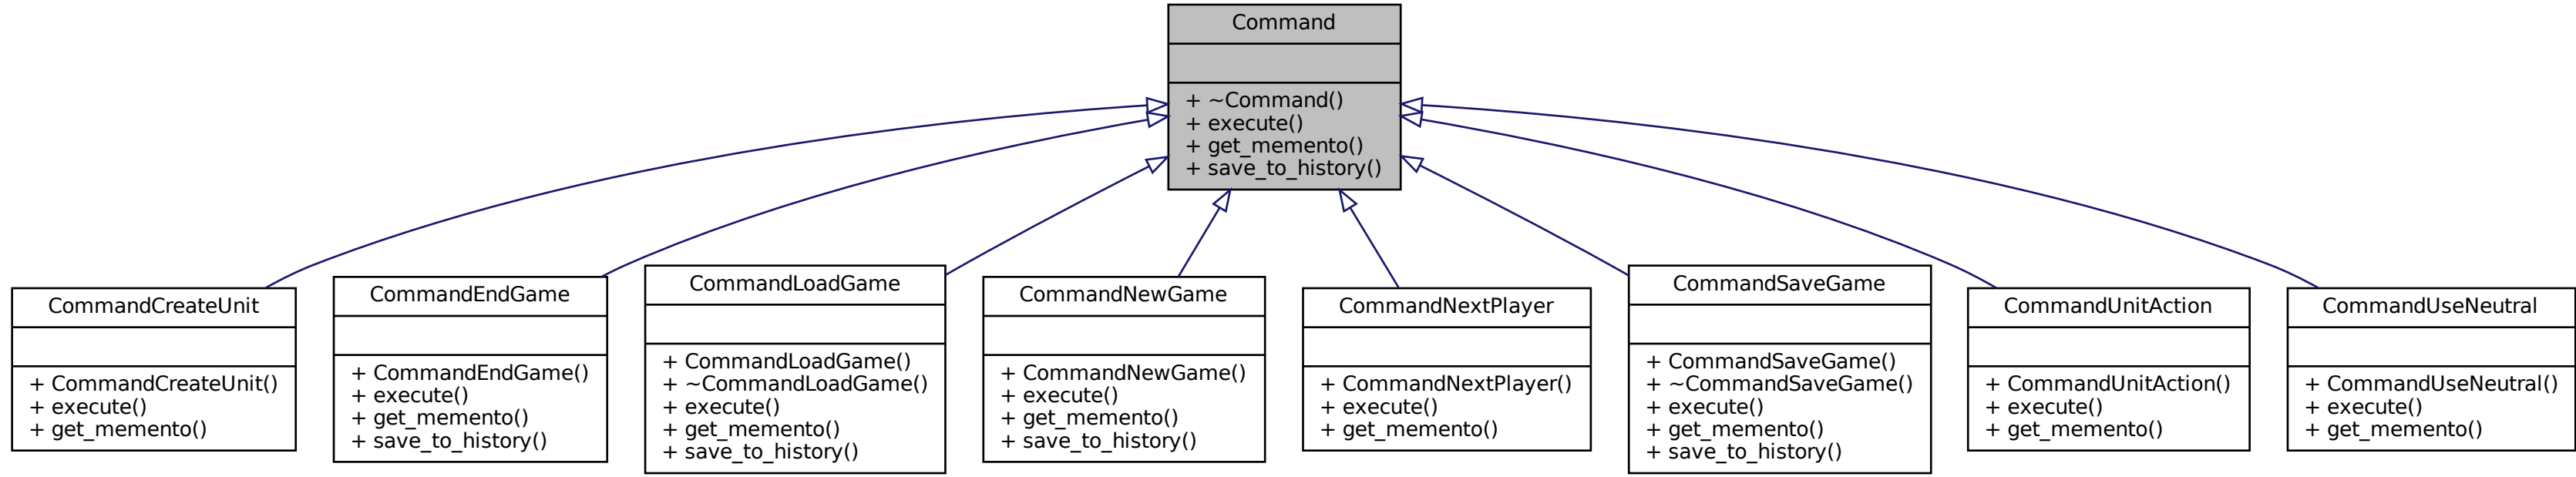 Command
+ ~Command()
+ execute()
+ get_memento()
+ save_to_history()
CommandCreateUnit
+ CommandCreateUnit()
+ execute()
+ get_memento()
CommandEndGame
+ CommandEndGame()
+ execute()
+ get_memento()
+ save_to_history()
CommandLoadGame
+ CommandLoadGame()
+ ~CommandLoadGame()
+ execute()
+ get_memento()
+ save_to_history()
CommandNewGame
+ CommandNewGame()
+ execute()
+ get_memento()
+ save_to_history()
CommandNextPlayer
+ CommandNextPlayer()
+ execute()
+ get_memento()
CommandSaveGame
+ CommandSaveGame()
+ ~CommandSaveGame()
+ execute()
+ get_memento()
+ save_to_history()
CommandUnitAction
+ CommandUnitAction()
+ execute()
+ get_memento()
CommandUseNeutral
+ CommandUseNeutral()
+ execute()
+ get_memento()